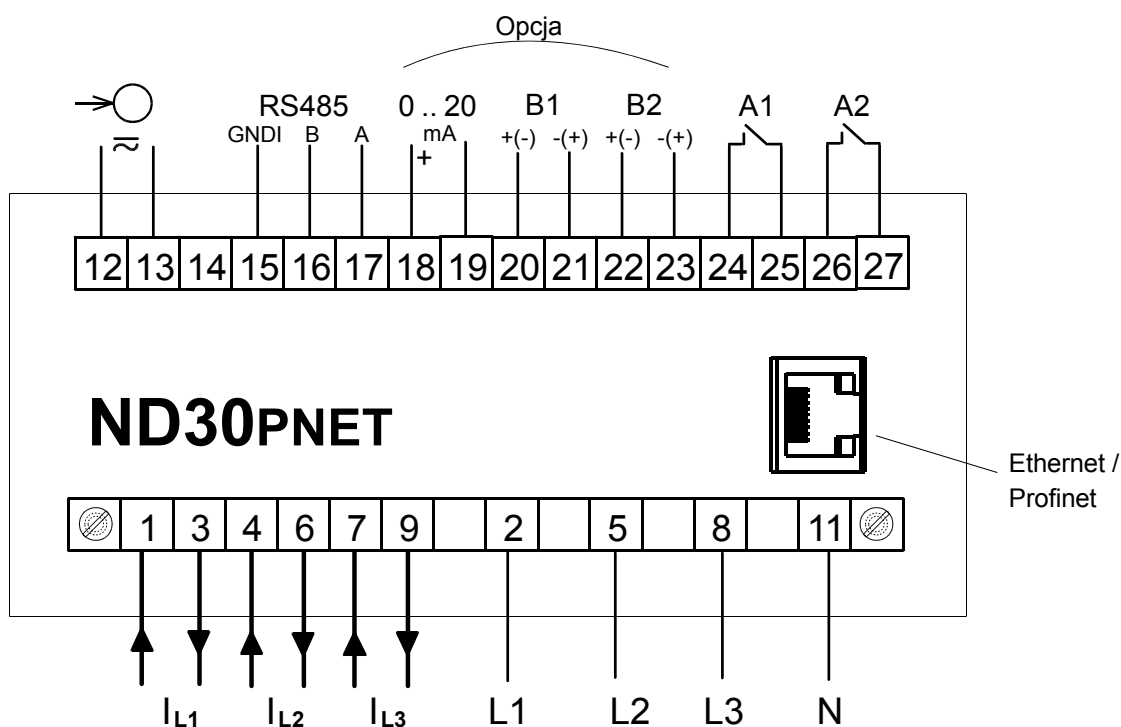 Opcja
RS485 0 .. 20 B1 B2 A1 A2
GNDI B A mA +(-) -(+) +(-) -(+)
+
12 13 14 15 16 17 18 19 20 21 22 23 24 25 26 27
ND30PNET
Ethernet /
Profinet
1 3 4 6 7 9 2 5 8 11
IL1 IL2 IL3 L1 L2 L3 N